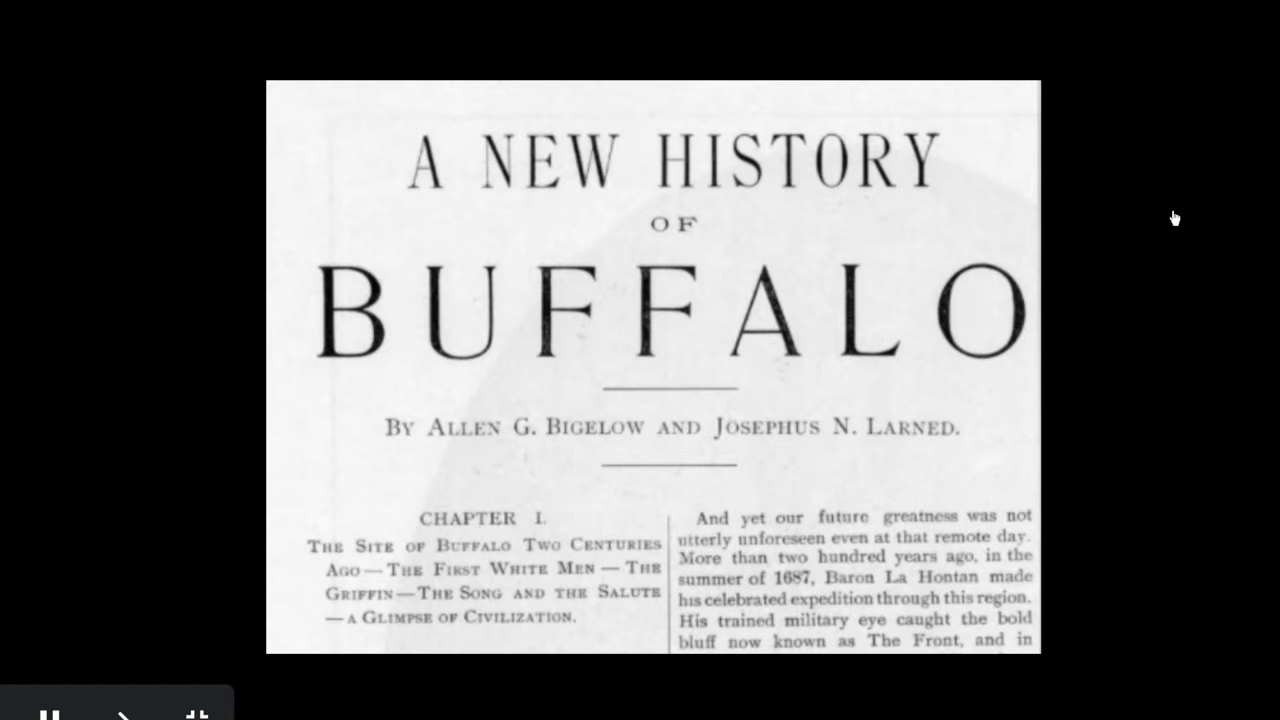 A NEW HISTORY
OF
BUFFALO
BY ALLEN G. BIGELOW AND JOSEPHUS N. LARNED.
CHAPTER I.
THE SITE OF BUFFALO TWO CENTURIES
AGO—THE FIRST WHITE MEN—THE
GRIFFIN—THE SONG AND THE SALUTE
—A GLIMPSE OF CIVILIZATION.
And yet our future greatness was not
utterly unforeseen even at that remote day.
More than two hundred years ago, in the
summer of 1687, Baron La Hontan made
his celebrated expedition through this region.
His trained military eye caught the bold
bluff now known as The Front, and in